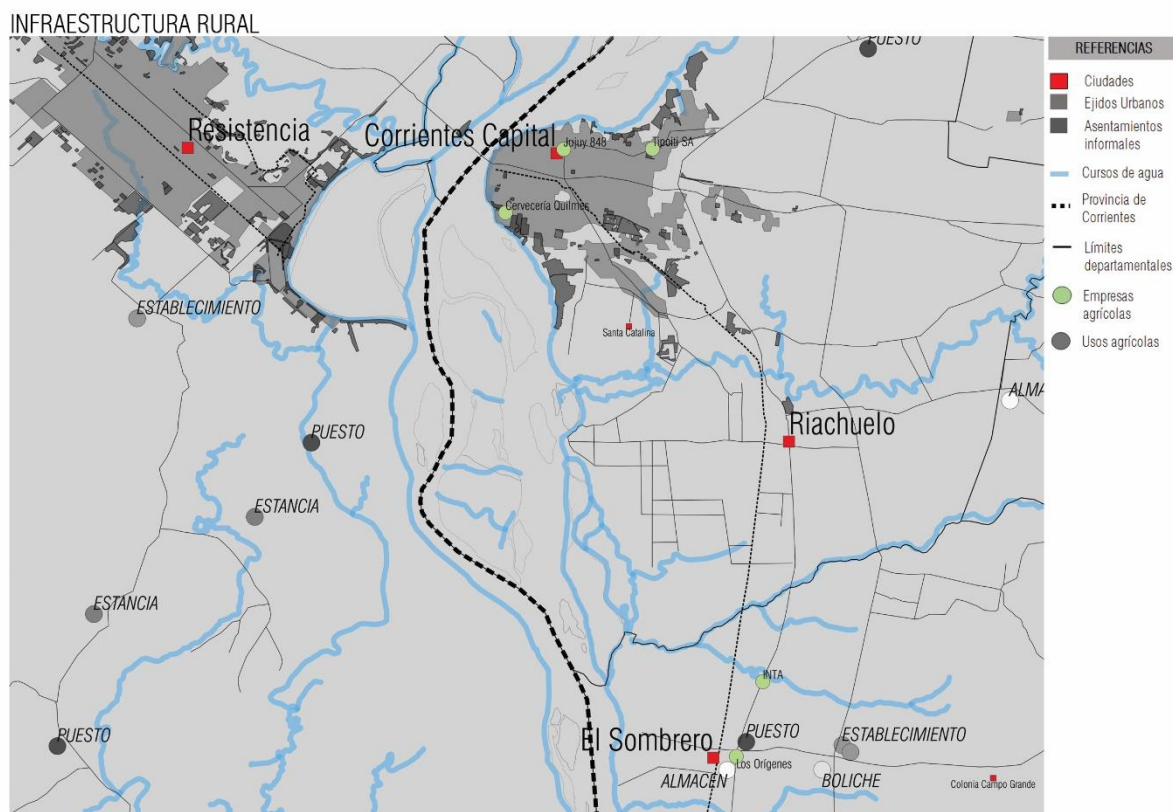 INFRAESTRUCTURA RURAL
PUESTO
REFERENCIAS
Ciudades
Ejidos Urbanos
Asentamientos
informales
Cursos de agua
Provincia de
Corrientes
Límites
departamentales
Empresas
agrícolas
Usos agrícolas
Resistencia
Corrientes Capital
Jojuy 848
Tipoiti SA
Cervecería Quilmes
ESTABLECIMIENTO
Santa Catalina
ALMA
PUESTO
Riachuelo
ESTANCIA
ESTANCIA
INTA
PUESTO
El Sombrero
PUESTO
ESTABLECIMIENTO
Los Orígenes
ALMACÉN
BOLICHE
Colonia Campo Grande